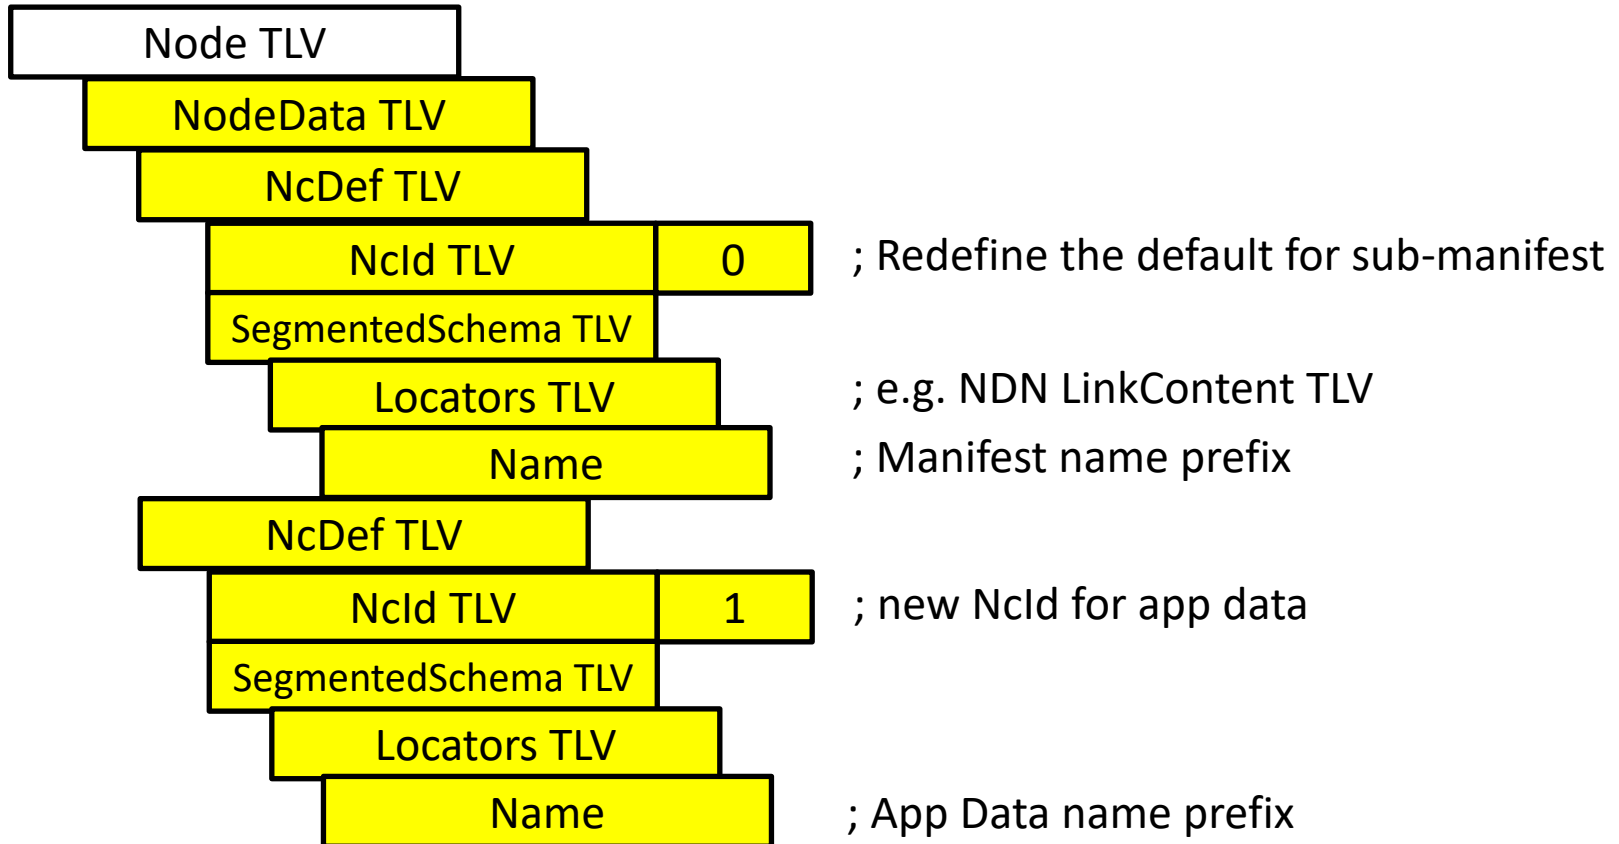 Node TLV
NodeData TLV
NcDef TLV
NcId TLV 0 ; Redefine the default for sub-manifest
SegmentedSchema TLV
Locators TLV ; e.g. NDN LinkContent TLV
Name ; Manifest name prefix
NcDef TLV
NcId TLV 1 ; new NcId for app data
SegmentedSchema TLV
Locators TLV
Name ; App Data name prefix